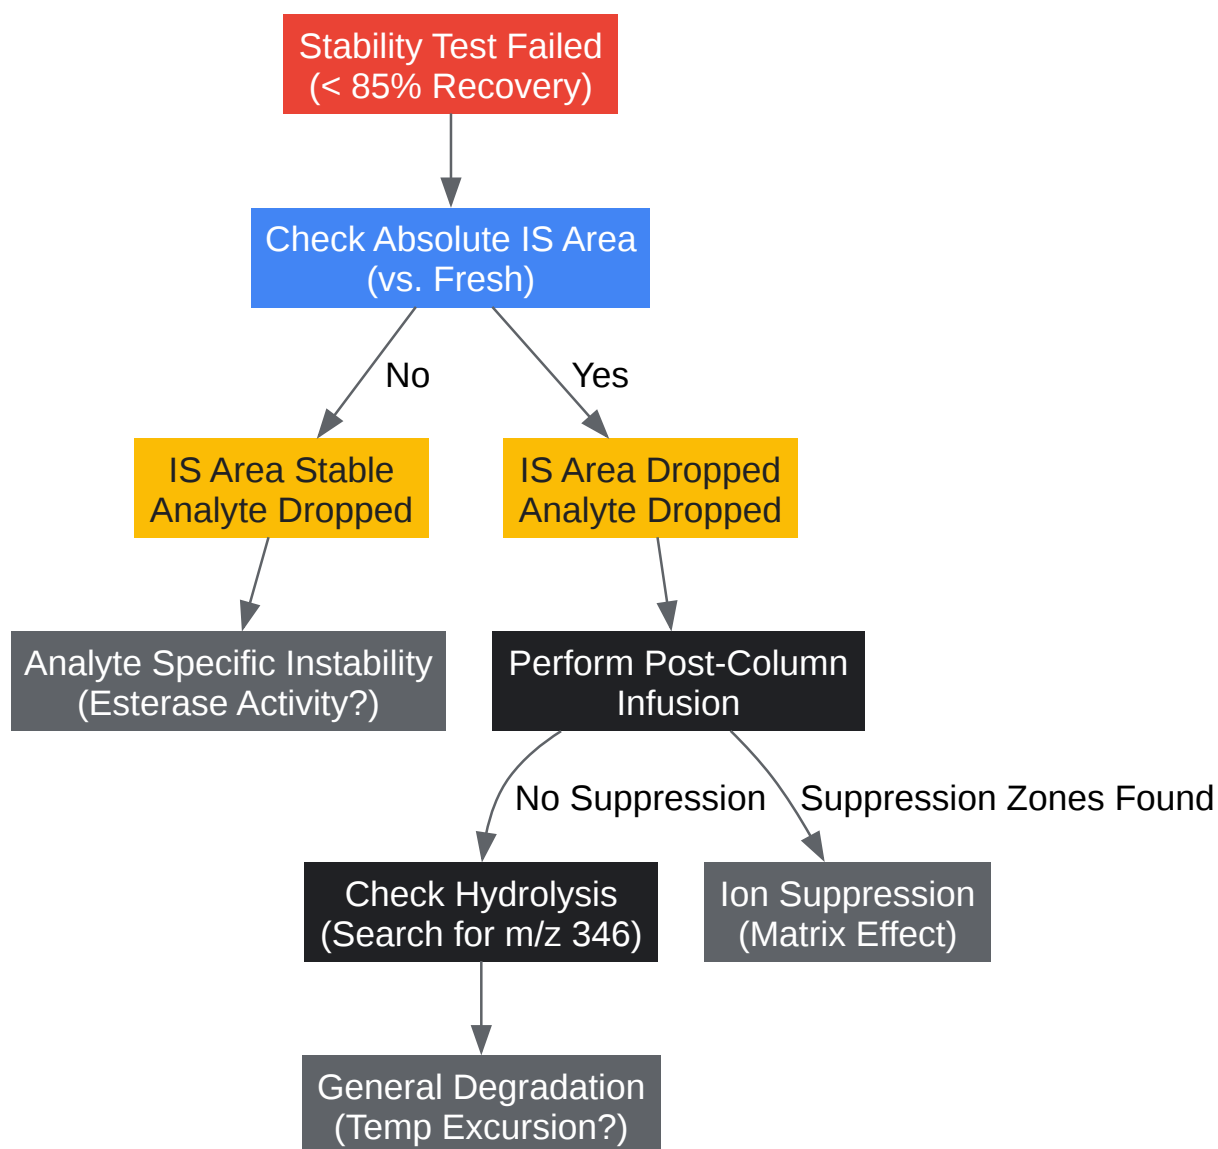 Stability Test Failed
(< 85% Recovery)
Check Absolute IS Area
(vs. Fresh)
No
Yes
IS Area Stable
Analyte Dropped
IS Area Dropped
Analyte Dropped
Analyte Specific Instability
(Esterase Activity?)
Perform Post-Column
Infusion
No Suppression
Suppression Zones Found
Check Hydrolysis
(Search for m/z 346)
Ion Suppression
(Matrix Effect)
General Degradation
(Temp Excursion?)